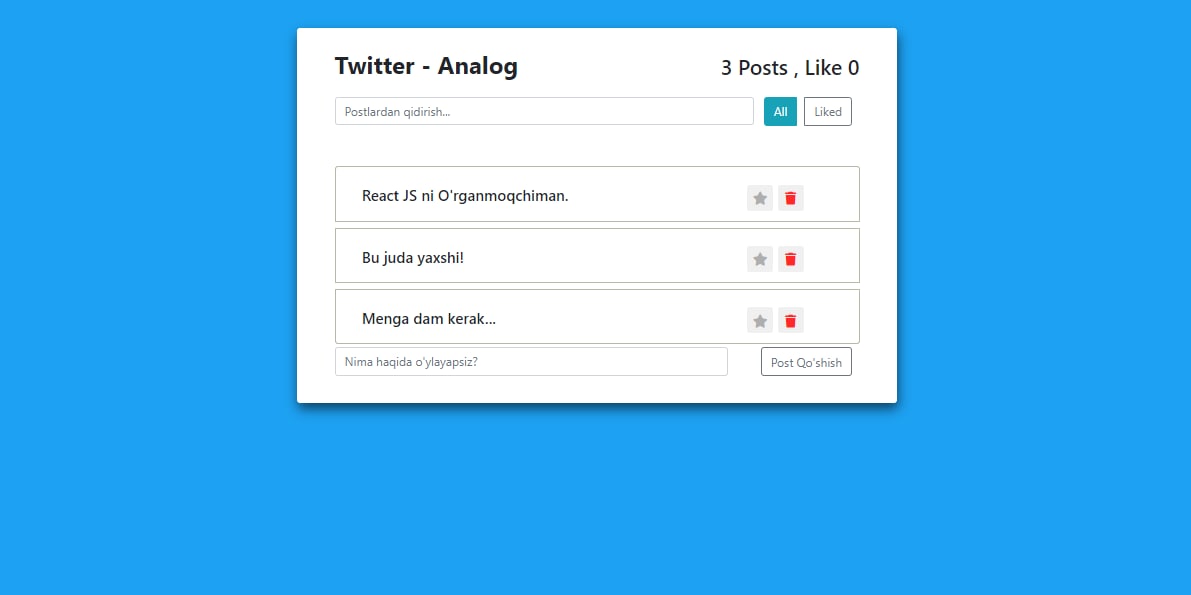 Twitter - Analog
3 Posts , Like 0
Postlardan qidirish...
All
Liked
React JS ni O'rganmoqchiman.
Bu juda yaxshi!
Menga dam kerak...
Nima haqida o'ylayapsiz?
Post Qo'shish